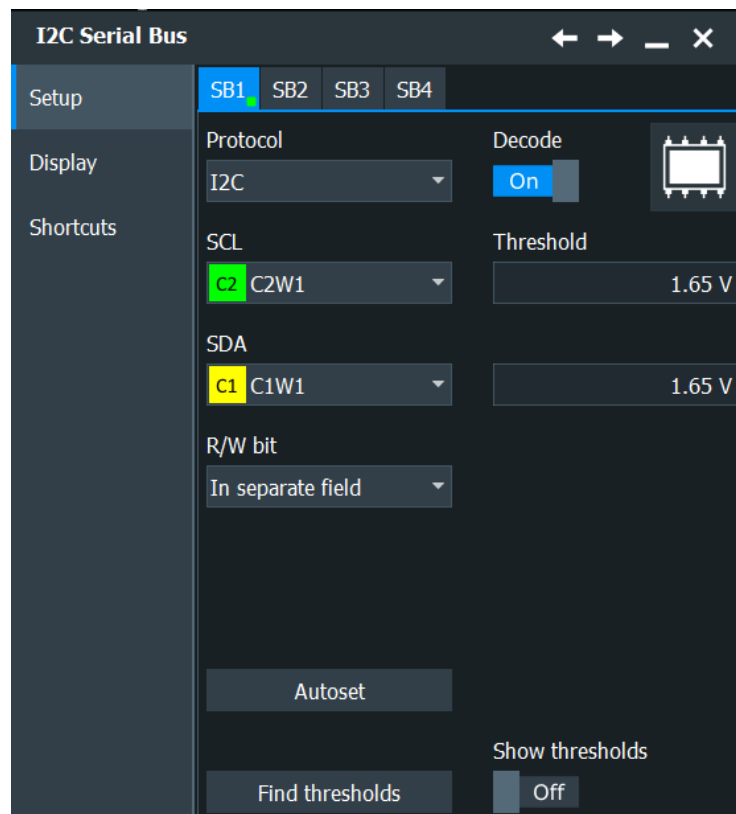 I2C Serial Bus
Setup
Display
Shortcuts
SB1 SB2 SB3 SB4
Protocol
I2C
Decode
On
SCL
C2 C2W1
Threshold
1.65 V
SDA
C1 C1W1
1.65 V
R/W bit
In separate field
Autoset
Find thresholds
Show thresholds
Off